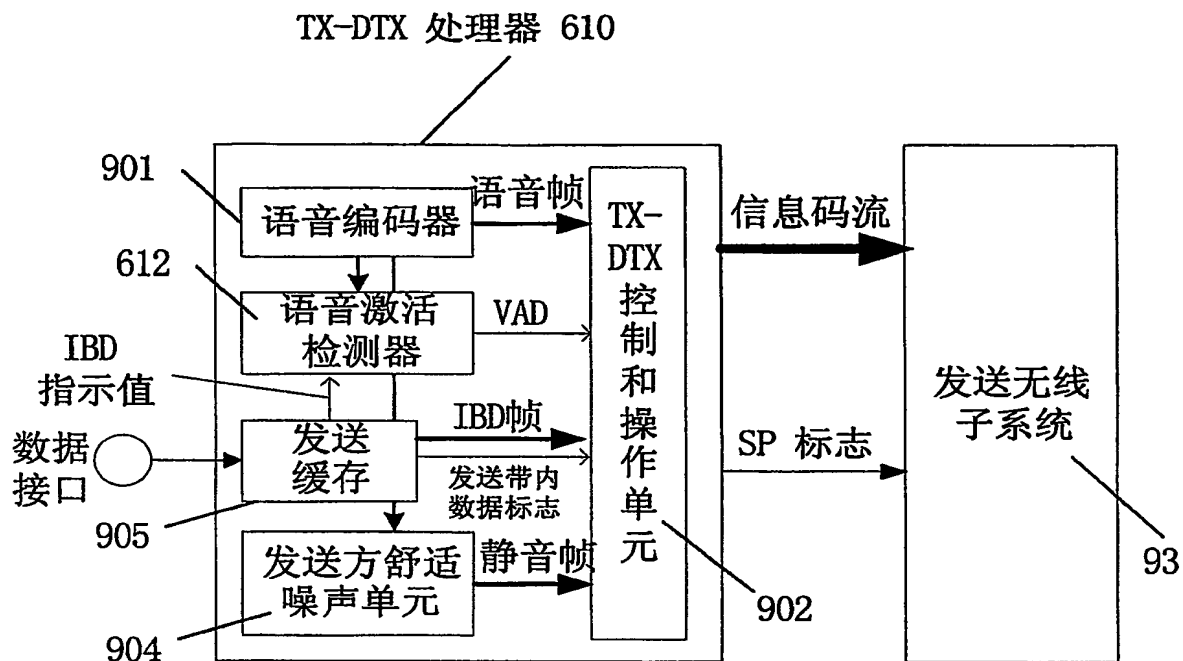 TX-DTX 处理器 610
901
语音编码器
语音帧
612
语音激活
检测器
VAD
IBD
指示值
数据
接口
发送
缓存
IBD帧
发送带内
数据标志
905
发送方舒适
噪声单元
静音帧
904
TX-
DTX
控
制
和
操
作
单
元
902
信息码流
SP 标志
发送无线
子系统
93